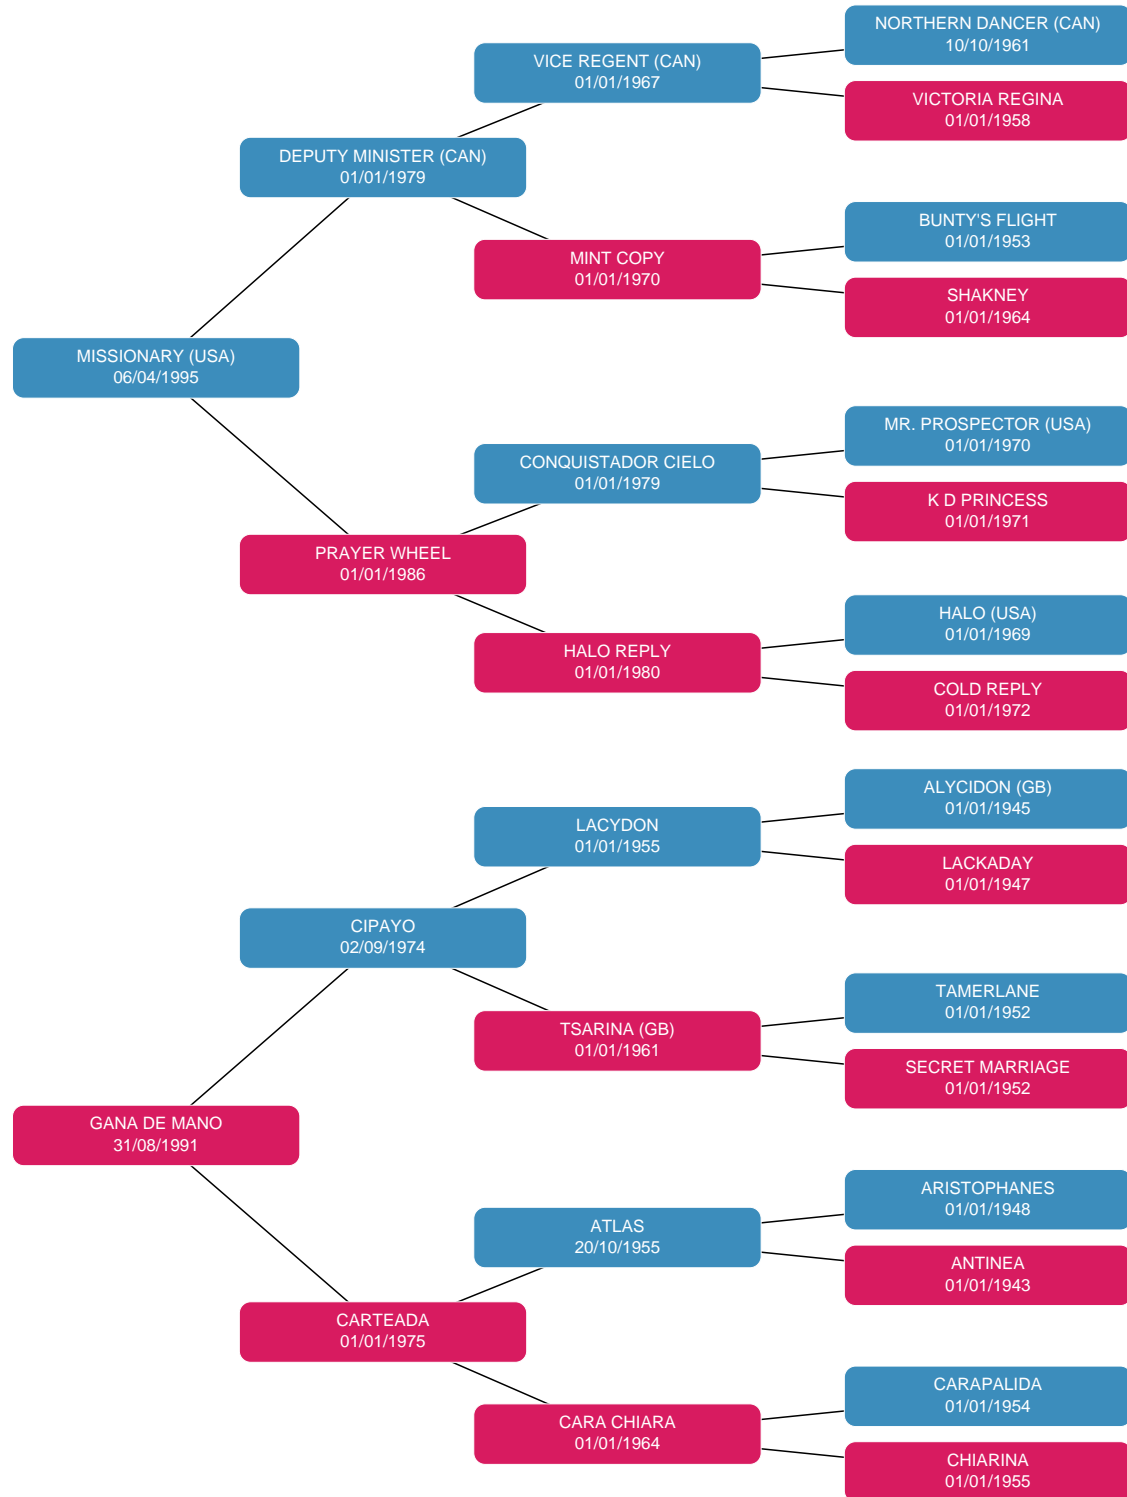 NORTHERN DANCER (CAN)
10/10/1961
VICE REGENT (CAN)
01/01/1967
VICTORIA REGINA
01/01/1958
DEPUTY MINISTER (CAN)
01/01/1979
BUNTY'S FLIGHT
01/01/1953
MINT COPY
01/01/1970
SHAKNEY
01/01/1964
MISSIONARY (USA)
06/04/1995
MR. PROSPECTOR (USA)
01/01/1970
CONQUISTADOR CIELO
01/01/1979
K D PRINCESS
01/01/1971
PRAYER WHEEL
01/01/1986
HALO (USA)
01/01/1969
HALO REPLY
01/01/1980
COLD REPLY
01/01/1972
ALYCIDON (GB)
01/01/1945
LACYDON
01/01/1955
LACKADAY
01/01/1947
CIPAYO
02/09/1974
TAMERLANE
01/01/1952
TSARINA (GB)
01/01/1961
SECRET MARRIAGE
01/01/1952
GANA DE MANO
31/08/1991
ARISTOPHANES
01/01/1948
ATLAS
20/10/1955
ANTINEA
01/01/1943
CARTEADA
01/01/1975
CARAPALIDA
01/01/1954
CARA CHIARA
01/01/1964
CHIARINA
01/01/1955